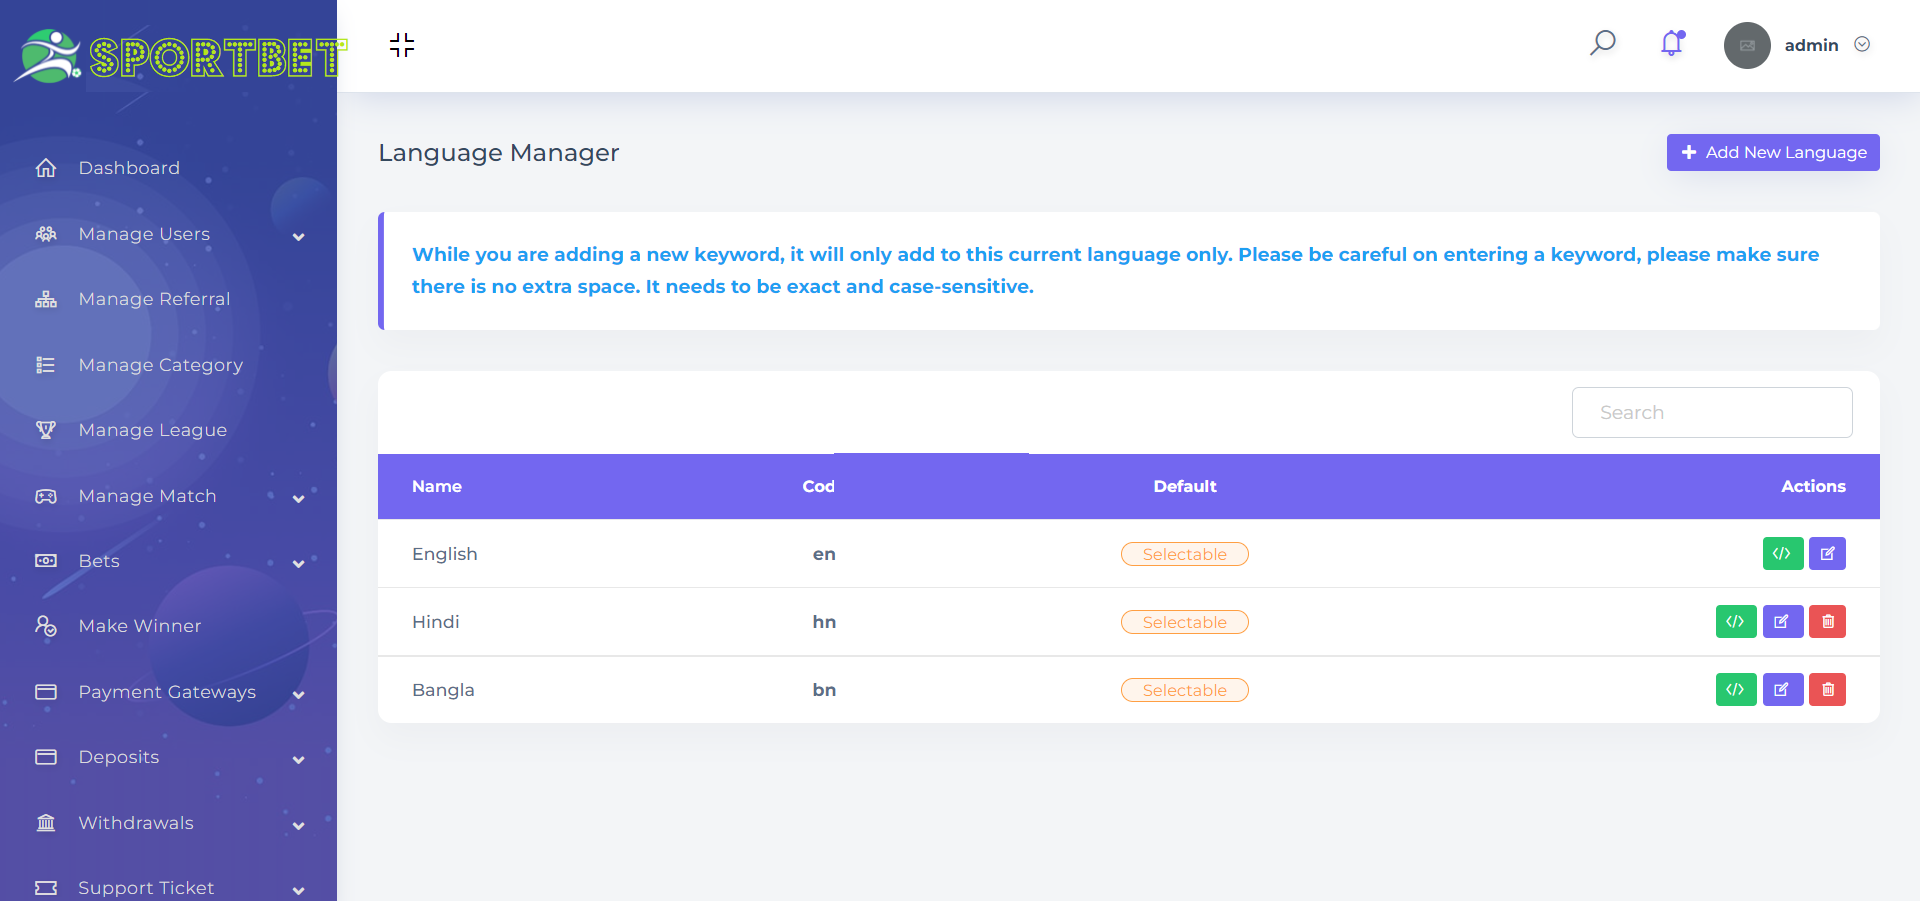 SPORTBET
admin
Dashboard
Manage Users
Manage Referral
Manage Category
Manage League
Manage Match
Bets
Make Winner
Payment Gateways
Deposits
Withdrawals
Support Ticket
Language Manager
Add New Language
While you are adding a new keyword, it will only add to this current language only. Please be careful on entering a keyword, please make sure
there is no extra space. It needs to be exact and case-sensitive.
Search
Name Cod Default Actions
English en Selectable
Hindi hn Selectable
Bangla bn Selectable